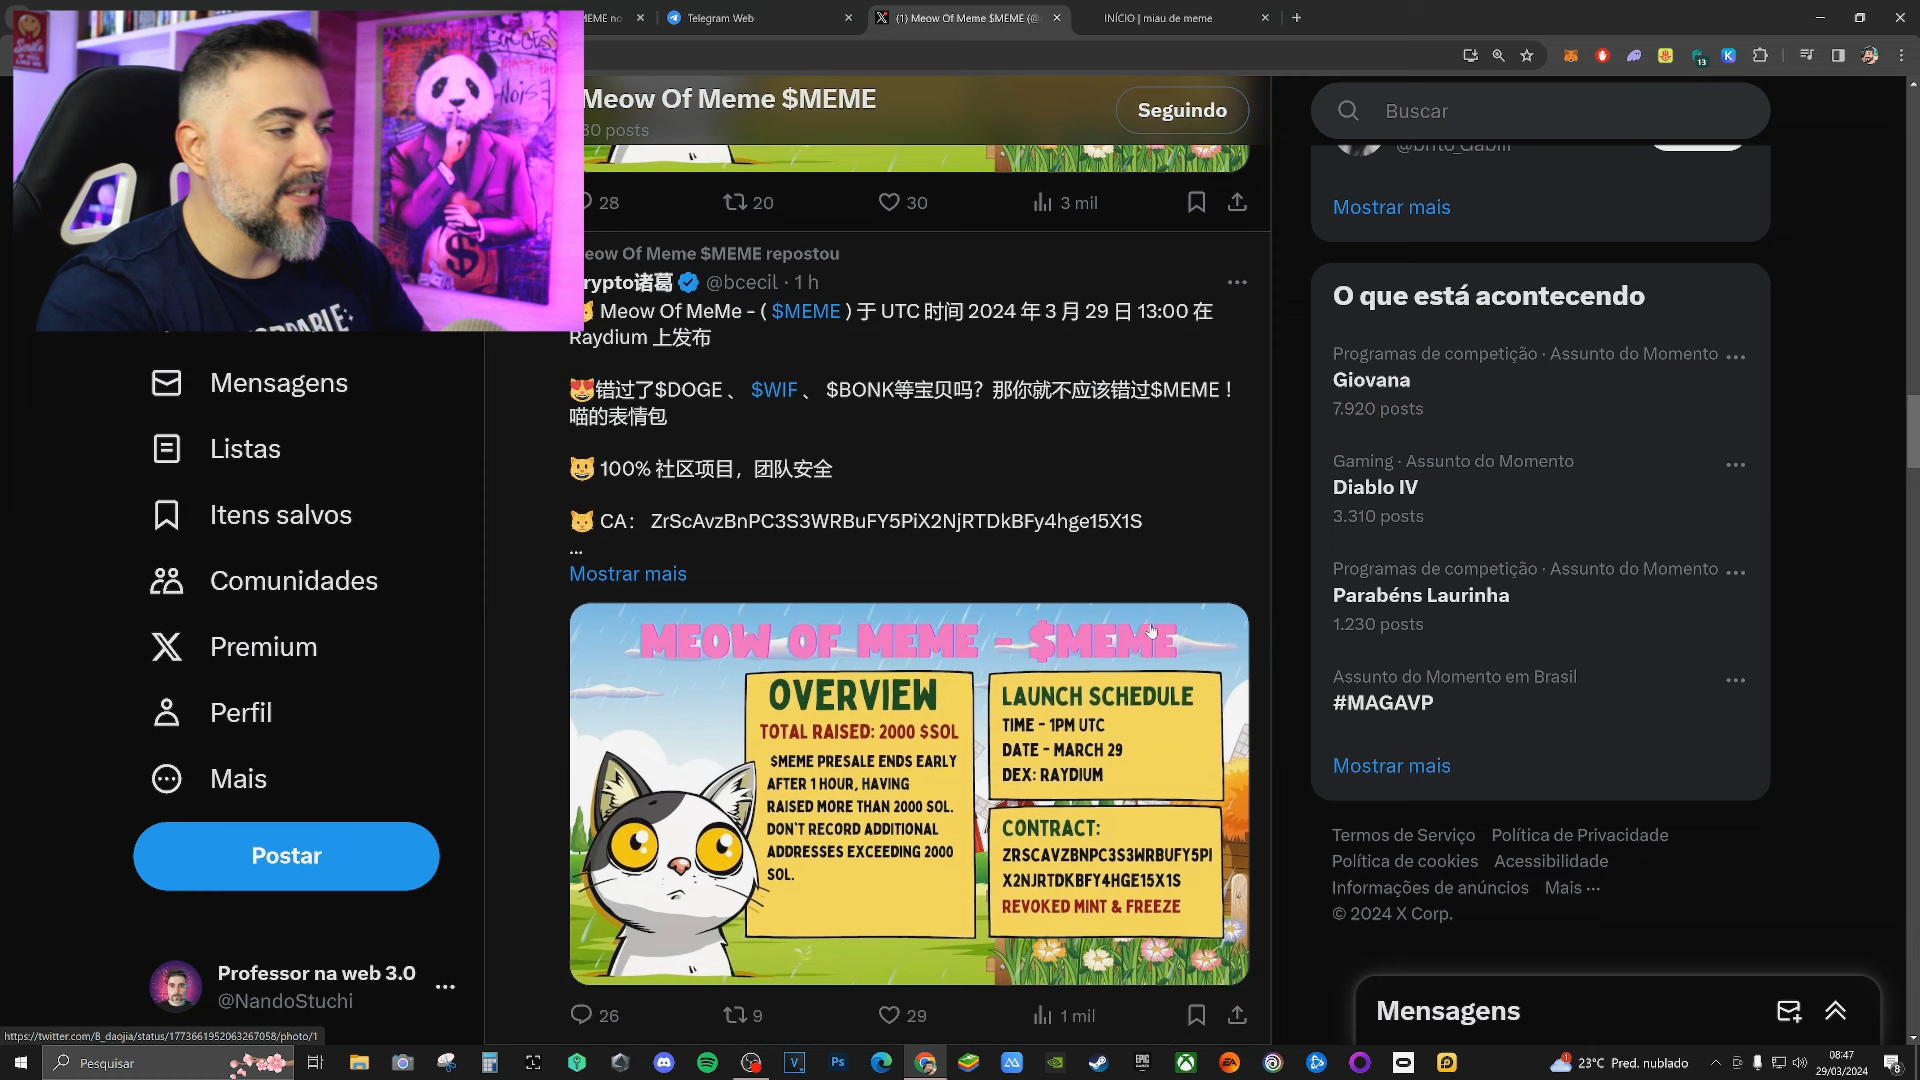 MEME no
Telegram Web
(1) Meow Of Meme $MEME (@
INÍCIO | miau de meme
13
Smile
SUCCESS
Make the
NOISE
$
Meow Of Meme $MEME
30 posts
Seguindo
Buscar
28
20
30
3 mil
@brito_Gabill
Mostrar mais
eow Of Meme $MEME repostou
rypto诸葛 @bcecil · 1 h
😺 Meow Of MeMe - ( $MEME ) 于 UTC 时间 2024 年 3 月 29 日 13:00 在
Raydium 上发布
😻错过了$DOGE 、 $WIF 、 $BONK等宝贝吗？那你就不应该错过$MEME！
喵的表情包
😺 100% 社区项目，团队安全
😺 CA： ZrScAvzBnPC3S3WRBuFY5PiX2NjRTDkBFy4hge15X1S
...
Mostrar mais
MEOW OF MEME - $MEME
OVERVIEW
TOTAL RAISED: 2000 $SOL
$MEME PRESALE ENDS EARLY
AFTER 1 HOUR, HAVING
RAISED MORE THAN 2000 SOL.
DON'T RECORD ADDITIONAL
ADDRESSES EXCEEDING 2000
SOL.
LAUNCH SCHEDULE
TIME - 1PM UTC
DATE - MARCH 29
DEX: RAYDIUM
CONTRACT:
ZRSCAVZBNPC3S3WRBUFY5PI
X2NJRTDKBFY4HGE15X1S
REVOKED MINT & FREEZE
26
9
29
1 mil
Mensagens
Listas
Itens salvos
Comunidades
Premium
Perfil
Mais
Postar
Professor na web 3.0
@NandoStuchi
O que está acontecendo
Programas de competição · Assunto do Momento
Giovana
7.920 posts
Gaming · Assunto do Momento
Diablo IV
3.310 posts
Programas de competição · Assunto do Momento
Parabéns Laurinha
1.230 posts
Assunto do Momento em Brasil
#MAGAVP
Mostrar mais
Termos de Serviço Política de Privacidade
Política de cookies Acessibilidade
Informações de anúncios Mais ...
© 2024 X Corp.
Mensagens
https://twitter.com/B_daojia/status/1773661952063267058/photo/1
Pesquisar
23°C Pred. nublado
08:47
29/03/2024
8